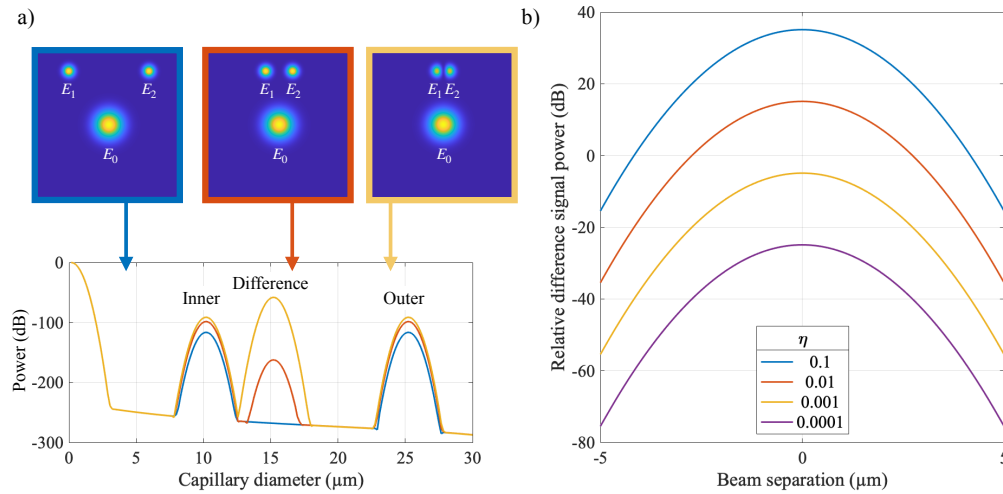 a)
E1 E2
E0
E1 E2
E0
E1 E2
E0
Power (dB)
0
-100
-200
-300
Inner
Difference
Outer
0 5 10 15 20 25 30
Capillary diameter (µm)
b)
Relative difference signal power (dB)
40
20
0
-20
-40
-60
-80
η
0.1
0.01
0.001
0.0001
-5 0 5
Beam separation (µm)